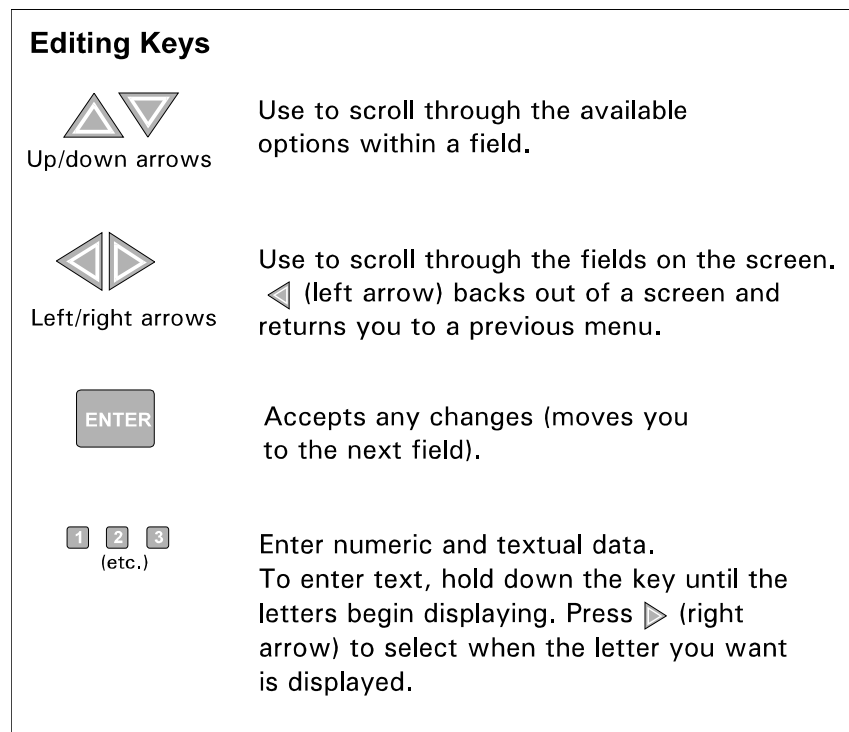 Editing Keys
Up/down arrows
Use to scroll through the available
options within a field.
Left/right arrows
Use to scroll through the fields on the screen.
(left arrow) backs out of a screen and
returns you to a previous menu.
ENTER
Accepts any changes (moves you
to the next field).
1 2 3
(etc.)
Enter numeric and textual data.
To enter text, hold down the key until the
letters begin displaying. Press (right
arrow) to select when the letter you want
is displayed.